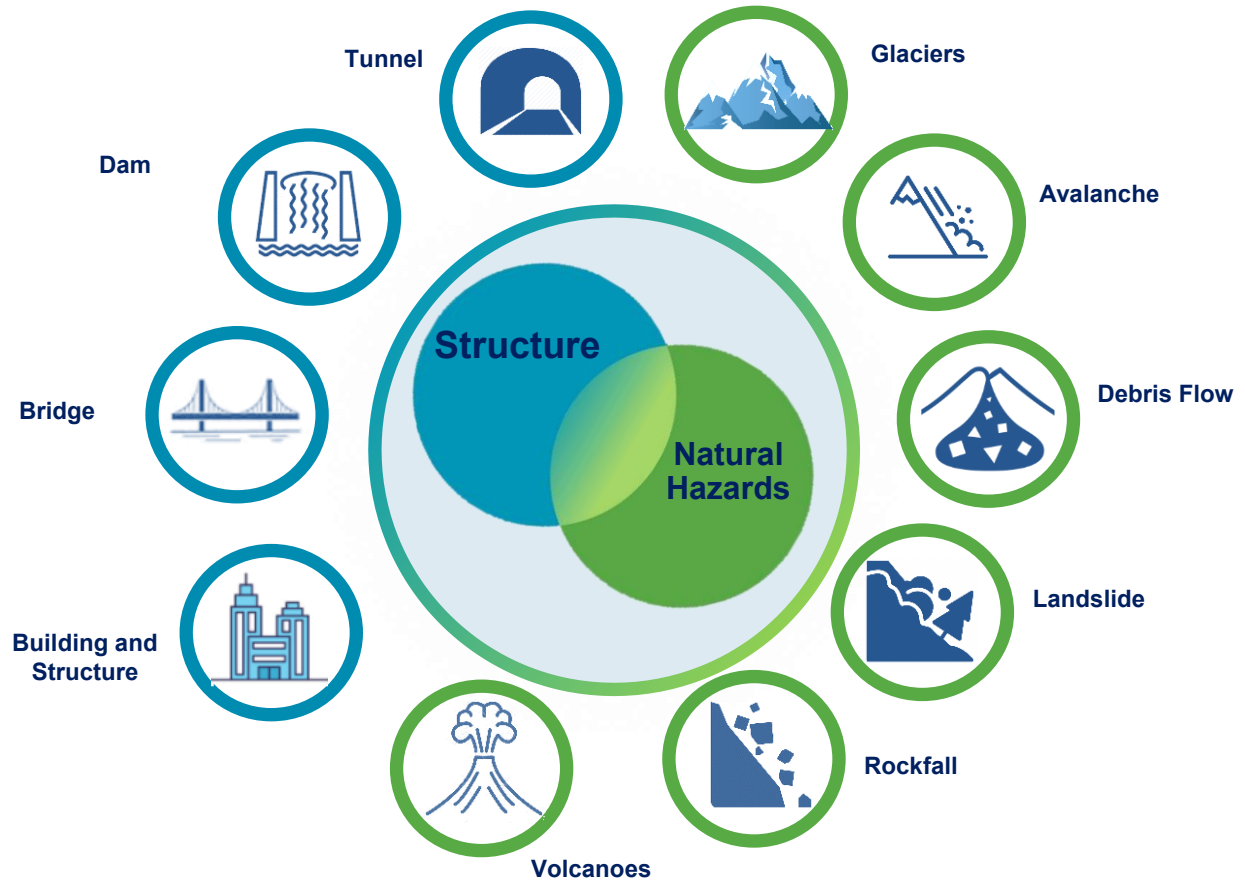 Tunnel
Glaciers
Dam
Avalanche
Structure
Bridge
Debris Flow
Natural
Hazards
Landslide
Building and
Structure
Rockfall
Volcanoes